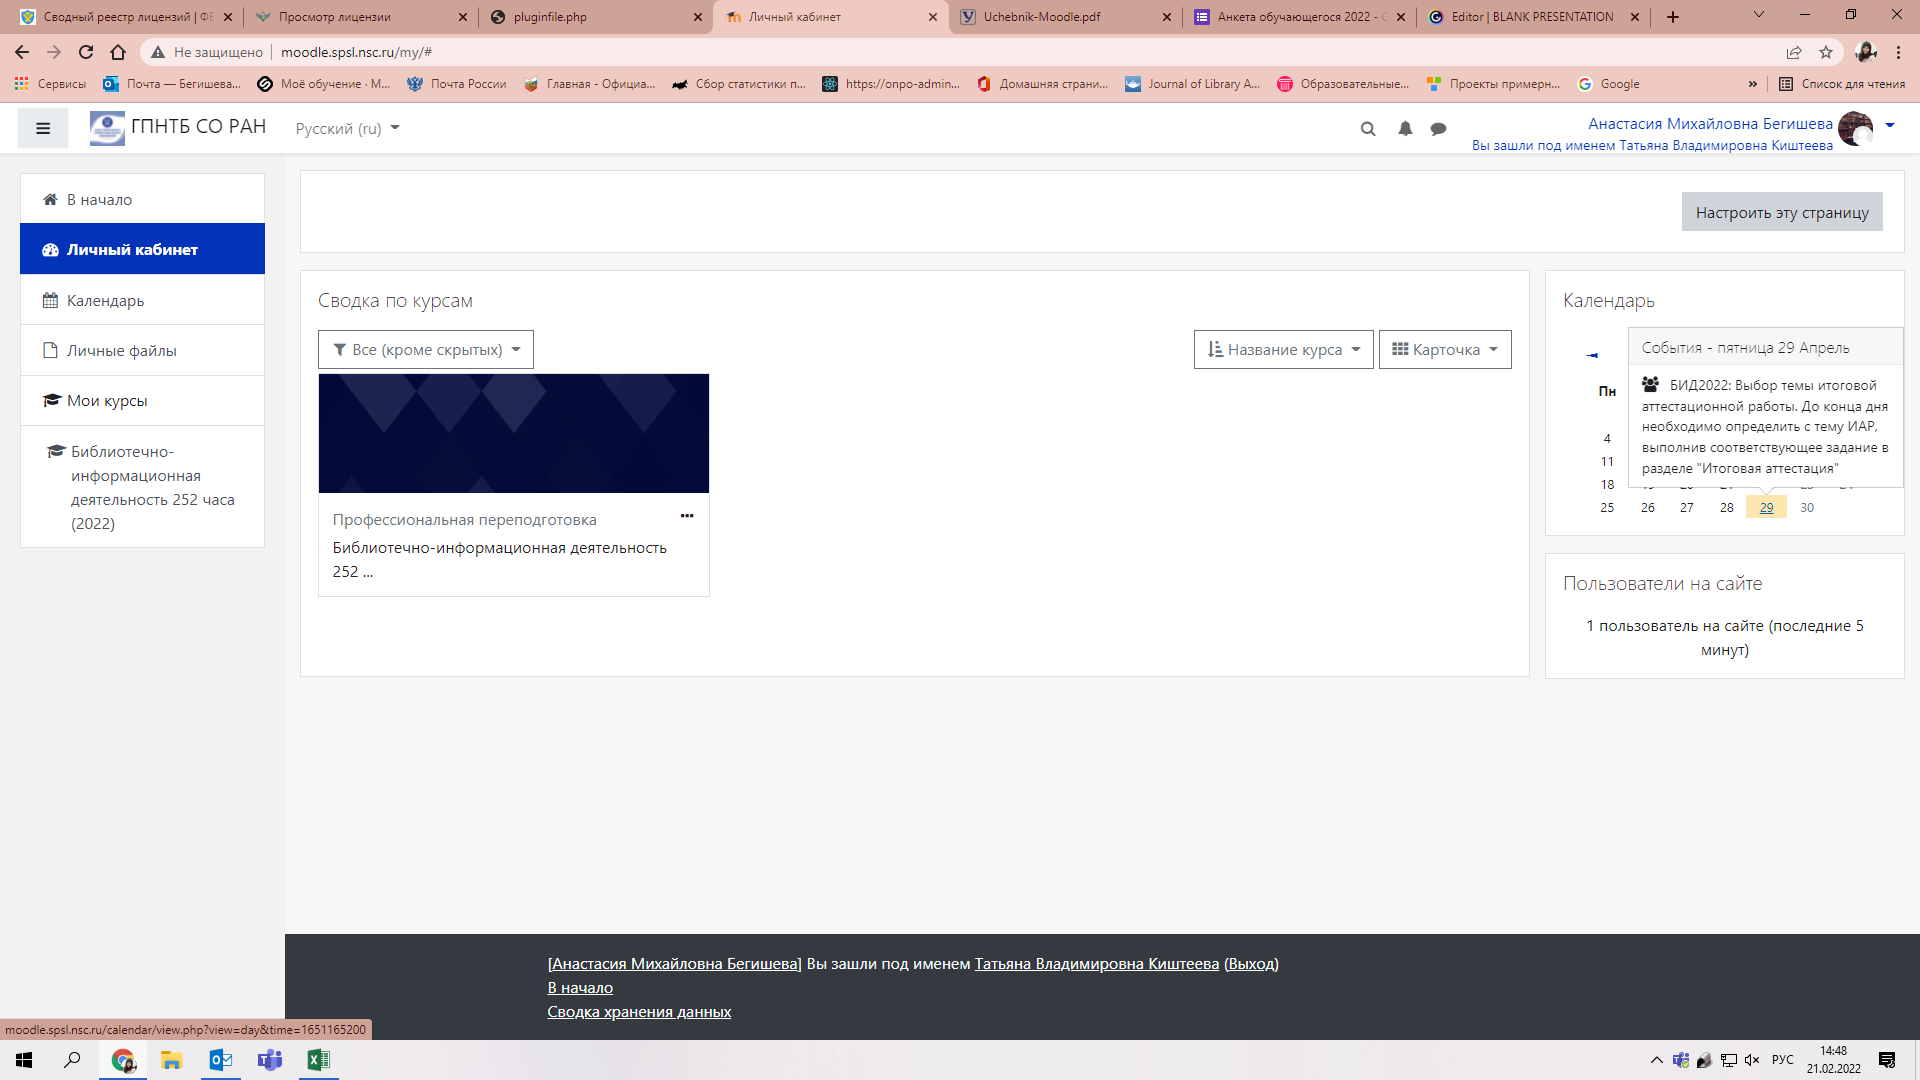 Сводный реестр лицензий | ФЕ
Просмотр лицензии
pluginfile.php
Личный кабинет
Uchebnik-Moodle.pdf
Анкета обучающегося 2022 - G
Editor | BLANK PRESENTATION
Не защищено
moodle.spsl.nsc.ru/my/#
Сервисы
Почта — Бегишева...
Моё обучение · М...
Почта России
Главная - Официа...
Сбор статистики п...
https://onpo-admin...
Домашняя страни...
Journal of Library A...
Образовательные...
Проекты примерн...
Google
»
Список для чтения
ГПНТБ СО РАН
Русский (ru)
Анастасия Михайловна Бегишева
Вы зашли под именем Татьяна Владимировна Киштеева
В начало
Личный кабинет
Календарь
Личные файлы
Мои курсы
Библиотечно-
информационная
деятельность 252 часа
(2022)
Настроить эту страницу
Сводка по курсам
Все (кроме скрытых)
Название курса
Карточка
Профессиональная переподготовка
Библиотечно-информационная деятельность
252 ...
Календарь
События - пятница 29 Апрель
БИД2022: Выбор темы итоговой
аттестационной работы. До конца дня
необходимо определить с тему ИАР,
выполнив соответствующее задание в
разделе "Итоговая аттестация"
Пн
4
11
18
25 26 27 28 29 30
Пользователи на сайте
1 пользователь на сайте (последние 5
минут)
[Анастасия Михайловна Бегишева] Вы зашли под именем Татьяна Владимировна Киштеева (Выход)
В начало
Сводка хранения данных
moodle.spsl.nsc.ru/calendar/view.php?view=day&time=1651165200
РУС
14:48
21.02.2022